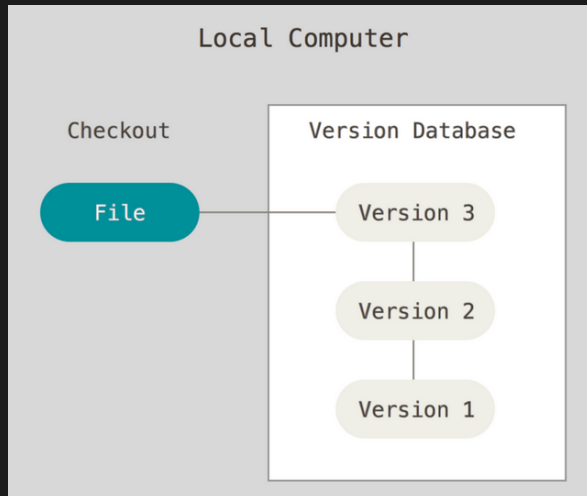 Local Computer
Checkout
Version Database
File
Version 3
Version 2
Version 1